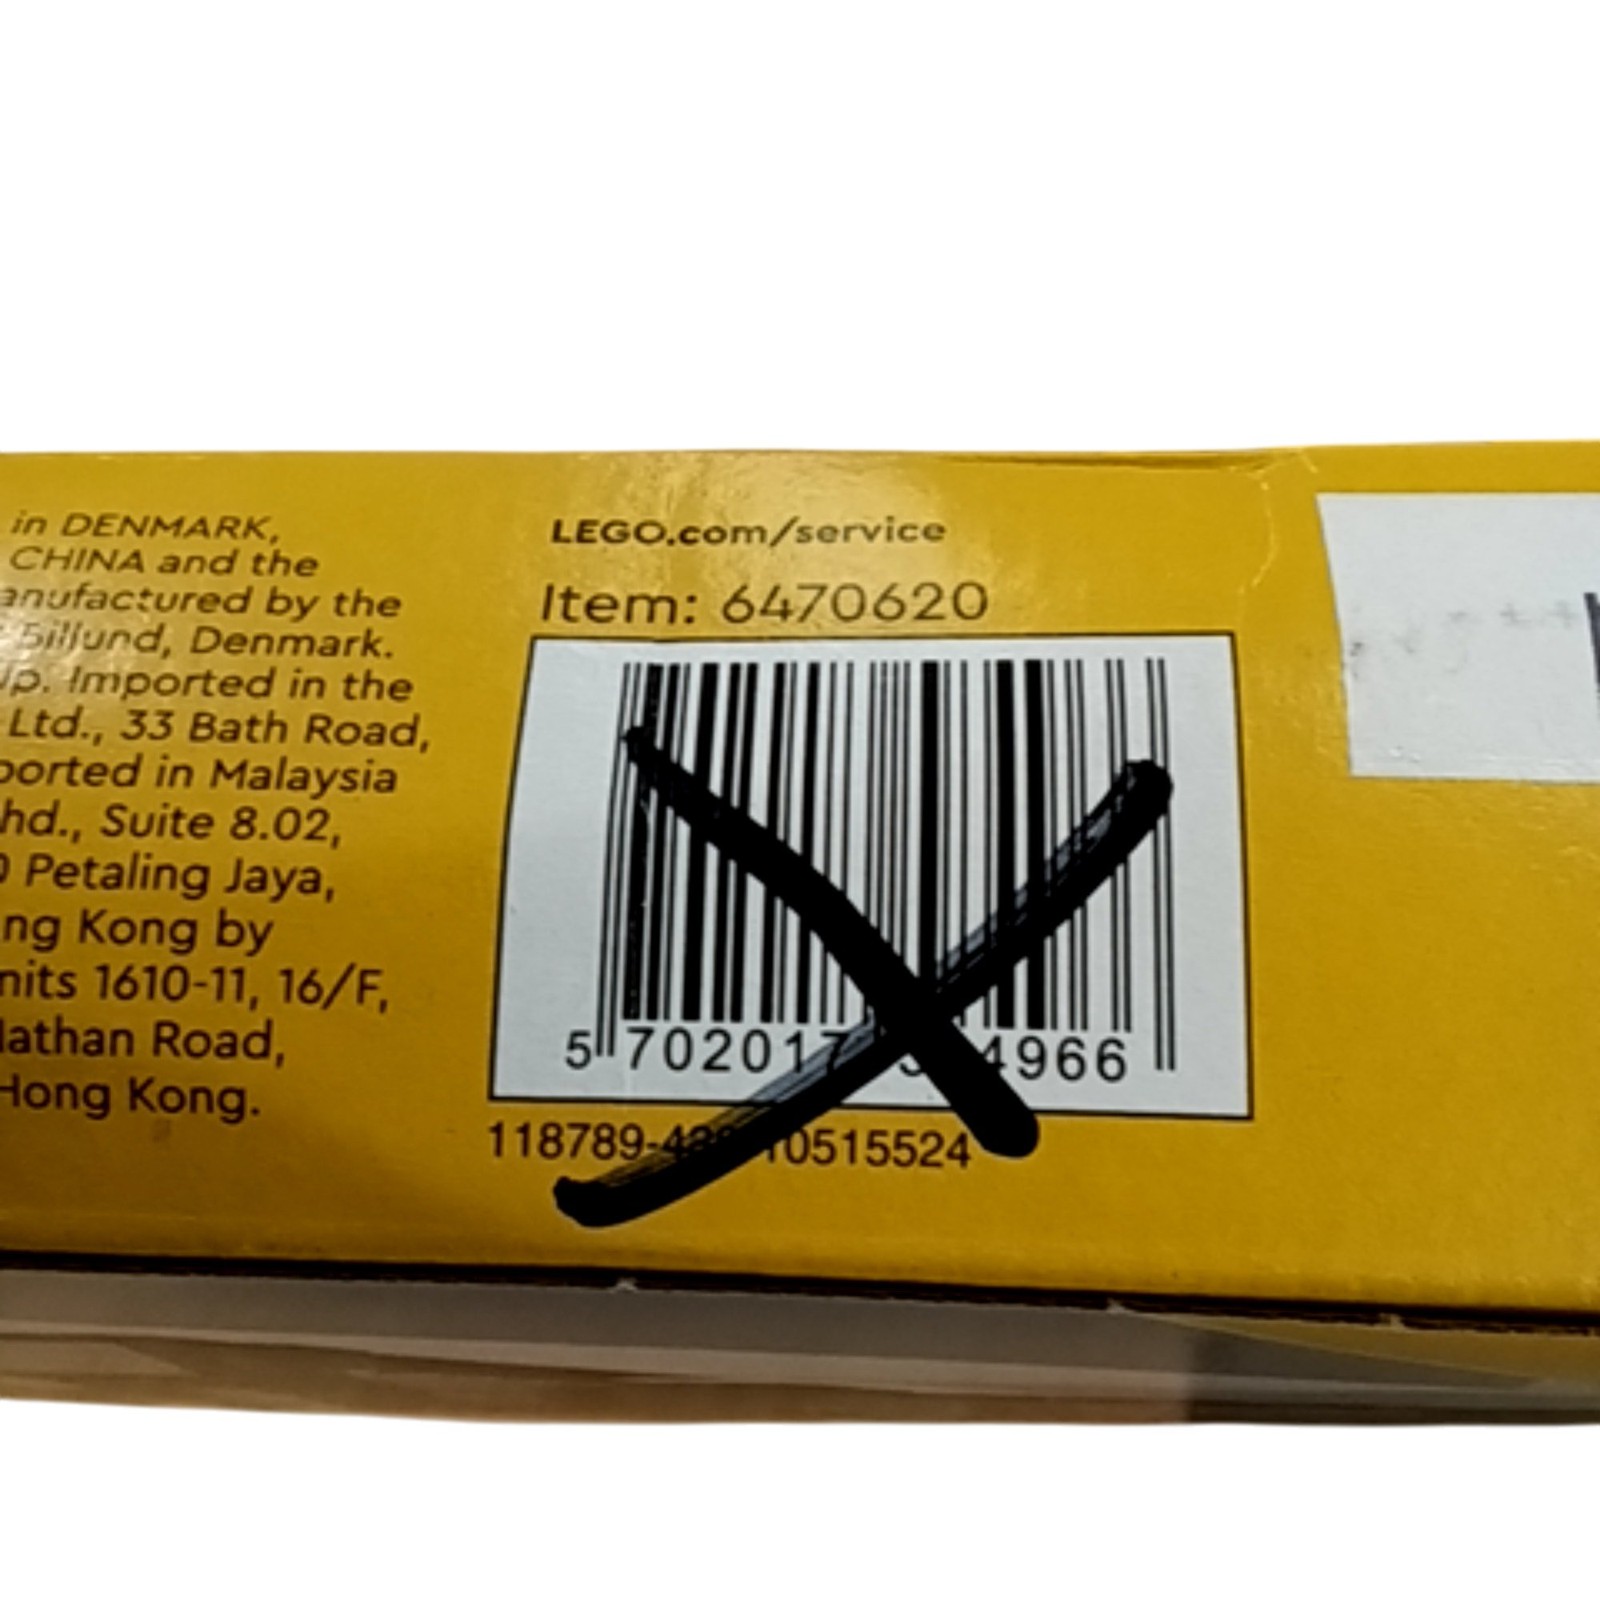 in DENMARK,
CHINA and the
anufactured by the
Billund, Denmark.
up. Imported in the
Ltd., 33 Bath Road,
ported in Malaysia
hd., Suite 8.02,
0 Petaling Jaya,
ng Kong by
nits 1610-11, 16/F,
Nathan Road,
Hong Kong.
LEGO.com/service
Item: 6470620
5 702017 4966
118789- 10515524